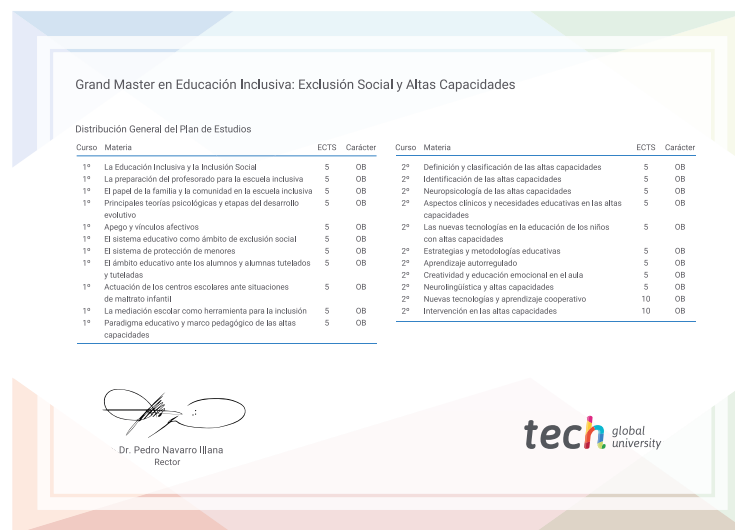 Grand Master en Educación Inclusiva: Exclusión Social y Altas Capacidades
Distribución General del Plan de Estudios
Curso Materia ECTS Carácter
1º La Educación Inclusiva y la Inclusión Social 5 OB
1º La preparación del profesorado para la escuela inclusiva 5 OB
1º El papel de la familia y la comunidad en la escuela inclusiva 5 OB
1º Principales teorías psicológicas y etapas del desarrollo 5 OB
evolutivo
1º Apego y vínculos afectivos 5 OB
1º El sistema educativo como ámbito de exclusión social 5 OB
1º El sistema de protección de menores 5 OB
1º El ámbito educativo ante los alumnos y alumnas tutelados 5 OB
y tuteladas
1º Actuación de los centros escolares ante situaciones 5 OB
de maltrato infantil
1º La mediación escolar como herramienta para la inclusión 5 OB
1º Paradigma educativo y marco pedagógico de las altas 5 OB
capacidades
Curso Materia ECTS Carácter
2º Definición y clasificación de las altas capacidades 5 OB
2º Identificación de las altas capacidades 5 OB
2º Neuropsicología de las altas capacidades 5 OB
2º Aspectos clínicos y necesidades educativas en las altas 5 OB
capacidades
2º Las nuevas tecnologías en la educación de los niños 5 OB
con altas capacidades
2º Estrategias y metodologías educativas 5 OB
2º Aprendizaje autorregulado 5 OB
2º Creatividad y educación emocional en el aula 5 OB
2º Neurolingüística y altas capacidades 5 OB
2º Nuevas tecnologías y aprendizaje cooperativo 10 OB
2º Intervención en las altas capacidades 10 OB
Dr. Pedro Navarro Illana
Rector
tech global
university